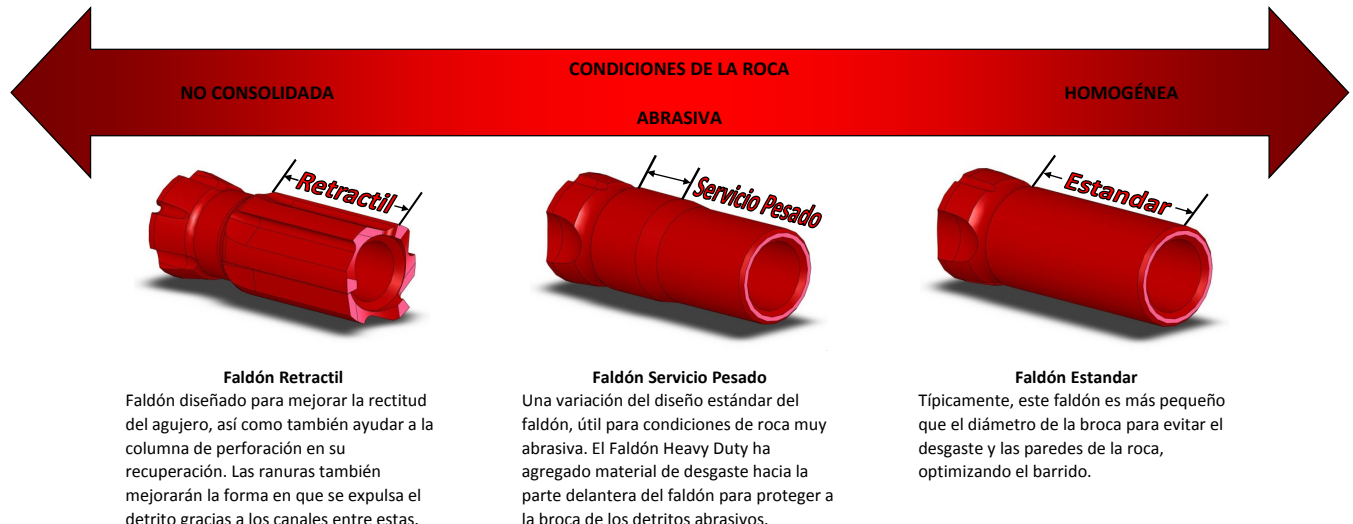 CONDICIONES DE LA ROCA
NO CONSOLIDADA
HOMOGÉNEA
ABRASIVA
Retractil
Servicio Pesado
Estandar
Faldón Retractil
Faldón diseñado para mejorar la rectitud
del agujero, así como también ayudar a la
columna de perforación en su
recuperación. Las ranuras también
mejorarán la forma en que se expulsa el
detrito gracias a los canales entre estas.
Faldón Servicio Pesado
Una variación del diseño estándar del
faldón, útil para condiciones de roca muy
abrasiva. El Faldón Heavy Duty ha
agregado material de desgaste hacia la
parte delantera del faldón para proteger a
la broca de los detritos abrasivos.
Faldón Estandar
Típicamente, este faldón es más pequeño
que el diámetro de la broca para evitar el
desgaste y las paredes de la roca,
optimizando el barrido.